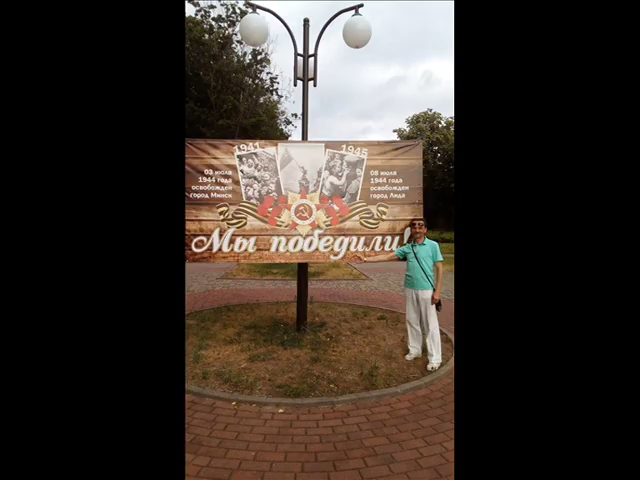 1941
1945
03 июля
1944 года
освобожден
город Минск
08 июля
1944 года
освобожден
город Лида
Мы победили!